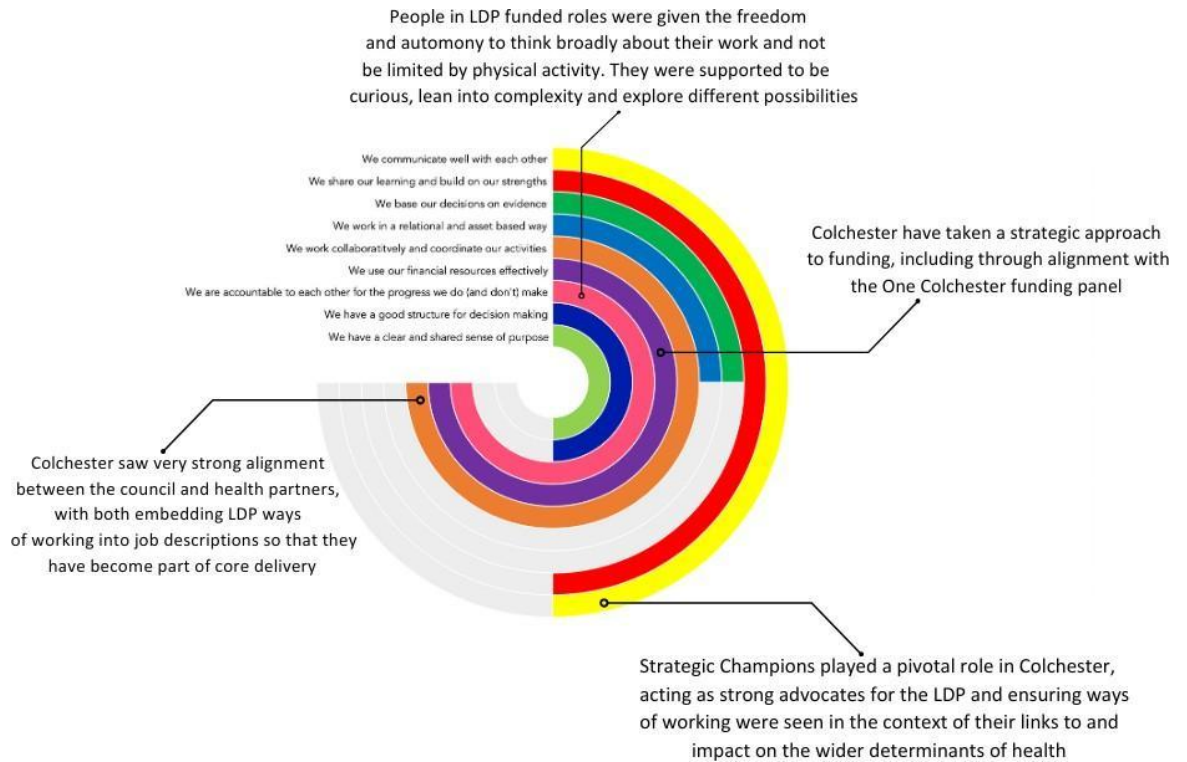 People in LDP funded roles were given the freedom
and automony to think broadly about their work and not
be limited by physical activity. They were supported to be
curious, lean into complexity and explore different possibilities
We communicate well with each other
We share our learning and build on our strengths
We base our decisions on evidence
We work in a relational and asset based way
We work collaboratitvely and coordinate our activities
We use our financial resources effectively
We are accountable to each other for the progress we do (and don't) make
We have a good structure for decision making
We have a clear and shared sense of purpose
Colchester have taken a strategic approach
to funding, including through alignment with
the One Colchester funding panel
Colchester saw very strong alignment
between the council and health partners,
with both embedding LDP ways
of working into job descriptions so that they
have become part of core delivery
Strategic Champions played a pivotal role in Colchester,
acting as strong advocates for the LDP and ensuring ways
of working were seen in the context of their links to and
impact on the wider determinants of health